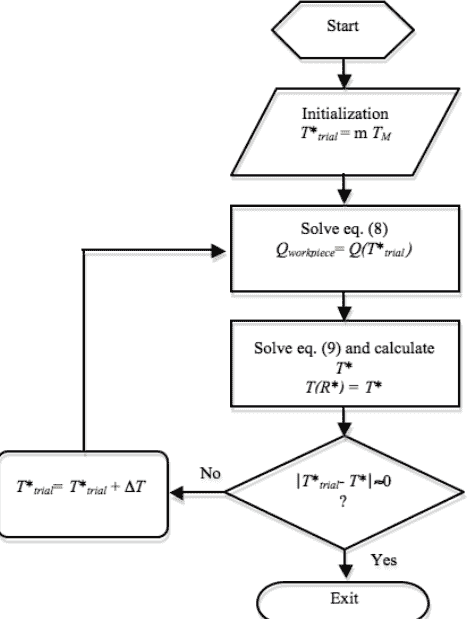 Start
Initialization
T*trial = m TM
Solve eq. (8)
Qworkpiece= Q(T*trial)
Solve eq. (9) and calculate
T*
T(R*) = T*
|T*trial- T*|≈0
?
No
T*trial= T*trial + ΔT
Yes
Exit